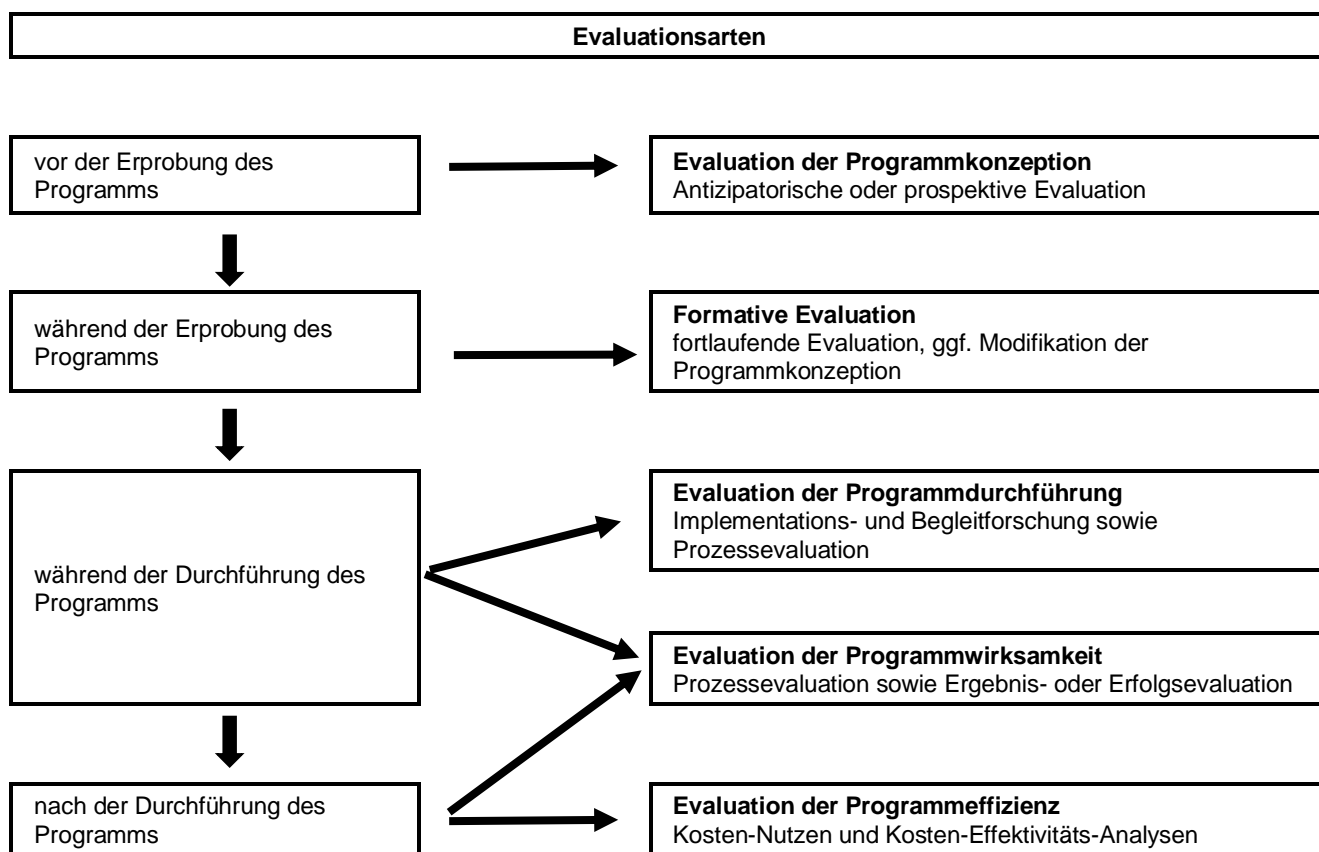 Evaluationsarten
vor der Erprobung des
Programms
Evaluation der Programmkonzeption
Antizipatorische oder prospektive Evaluation
während der Erprobung des
Programms
Formative Evaluation
fortlaufende Evaluation, ggf. Modifikation der
Programmkonzeption
während der Durchführung des
Programms
Evaluation der Programmdurchführung
Implementations- und Begleitforschung sowie
Prozessevaluation
Evaluation der Programmwirksamkeit
Prozessevaluation sowie Ergebnis- oder Erfolgsevaluation
nach der Durchführung des
Programms
Evaluation der Programmeffizienz
Kosten-Nutzen und Kosten-Effektivitäts-Analysen